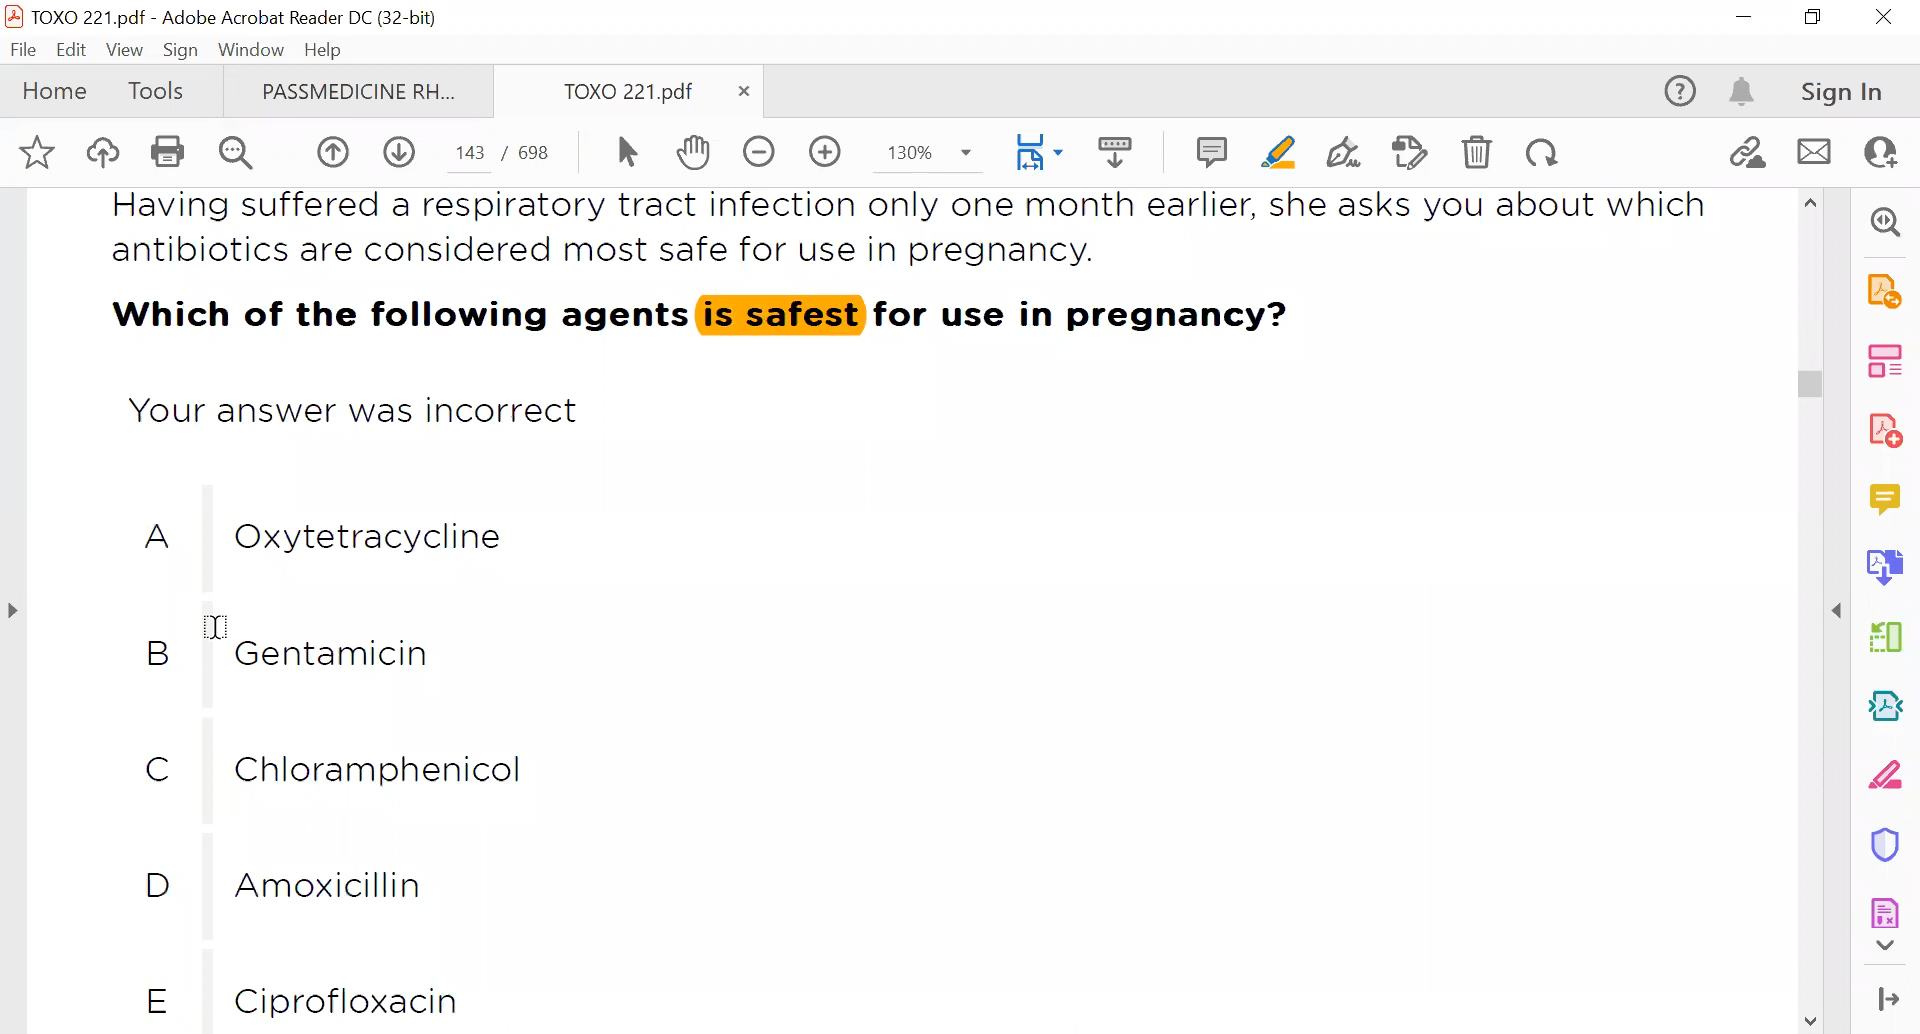 TOXO 221.pdf - Adobe Acrobat Reader DC (32-bit)
File Edit View Sign Window Help
Home Tools PASSMEDICINE RH... TOXO 221.pdf × Sign In
143 / 698 130%
Having suffered a respiratory tract infection only one month earlier, she asks you about which
antibiotics are considered most safe for use in pregnancy.
Which of the following agents is safest for use in pregnancy?
Your answer was incorrect
A Oxytetracycline
B Gentamicin
C Chloramphenicol
D Amoxicillin
E Ciprofloxacin